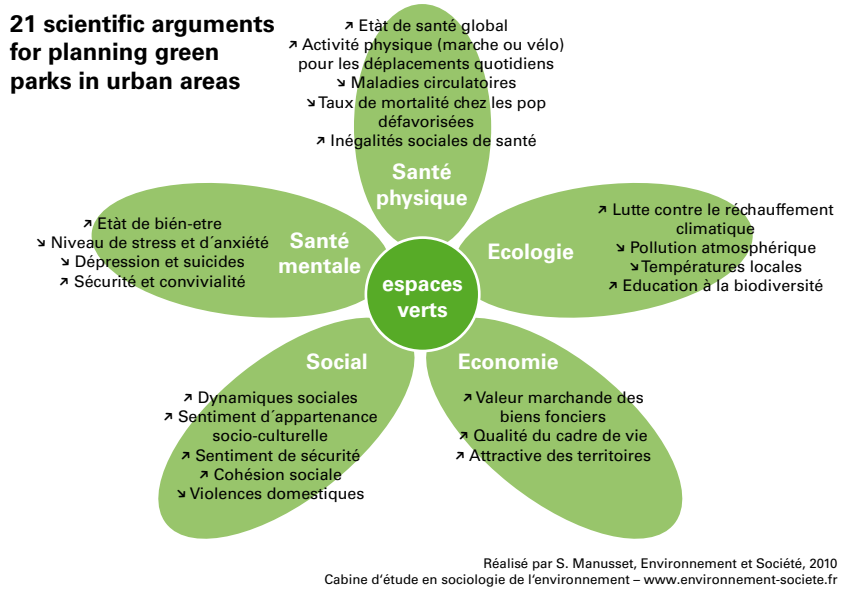 21 scientific arguments
for planning green
parks in urban areas
↗ Etàt de santé global
↗ Activité physique (marche ou vélo)
pour les déplacements quotidiens
↘ Maladies circulatoires
↘ Taux de mortalité chez les pop
défavorisées
↗ Inégalités sociales de santé
Santé
physique
↗ Etàt de bién-etre
↘ Niveau de stress et d´anxiété
↘ Dépression et suicides
↗ Sécurité et convivialité
Santé
mentale
Ecologie
↗ Lutte contre le réchauffement
climatique
↘ Pollution atmosphérique
↘ Températures locales
↗ Education à la biodiversité
espaces
verts
Social
↗ Dynamiques sociales
↗ Sentiment d´appartenance
socio-culturelle
↗ Sentiment de sécurité
↗ Cohésion sociale
↘ Violences domestiques
Economie
↗ Valeur marchande des
biens fonciers
↗ Qualité du cadre de vie
↗ Attractive des territoires
Réalisé par S. Manusset, Environnement et Société, 2010
Cabine d‘étude en sociologie de l‘environnement – www.environnement-societe.fr